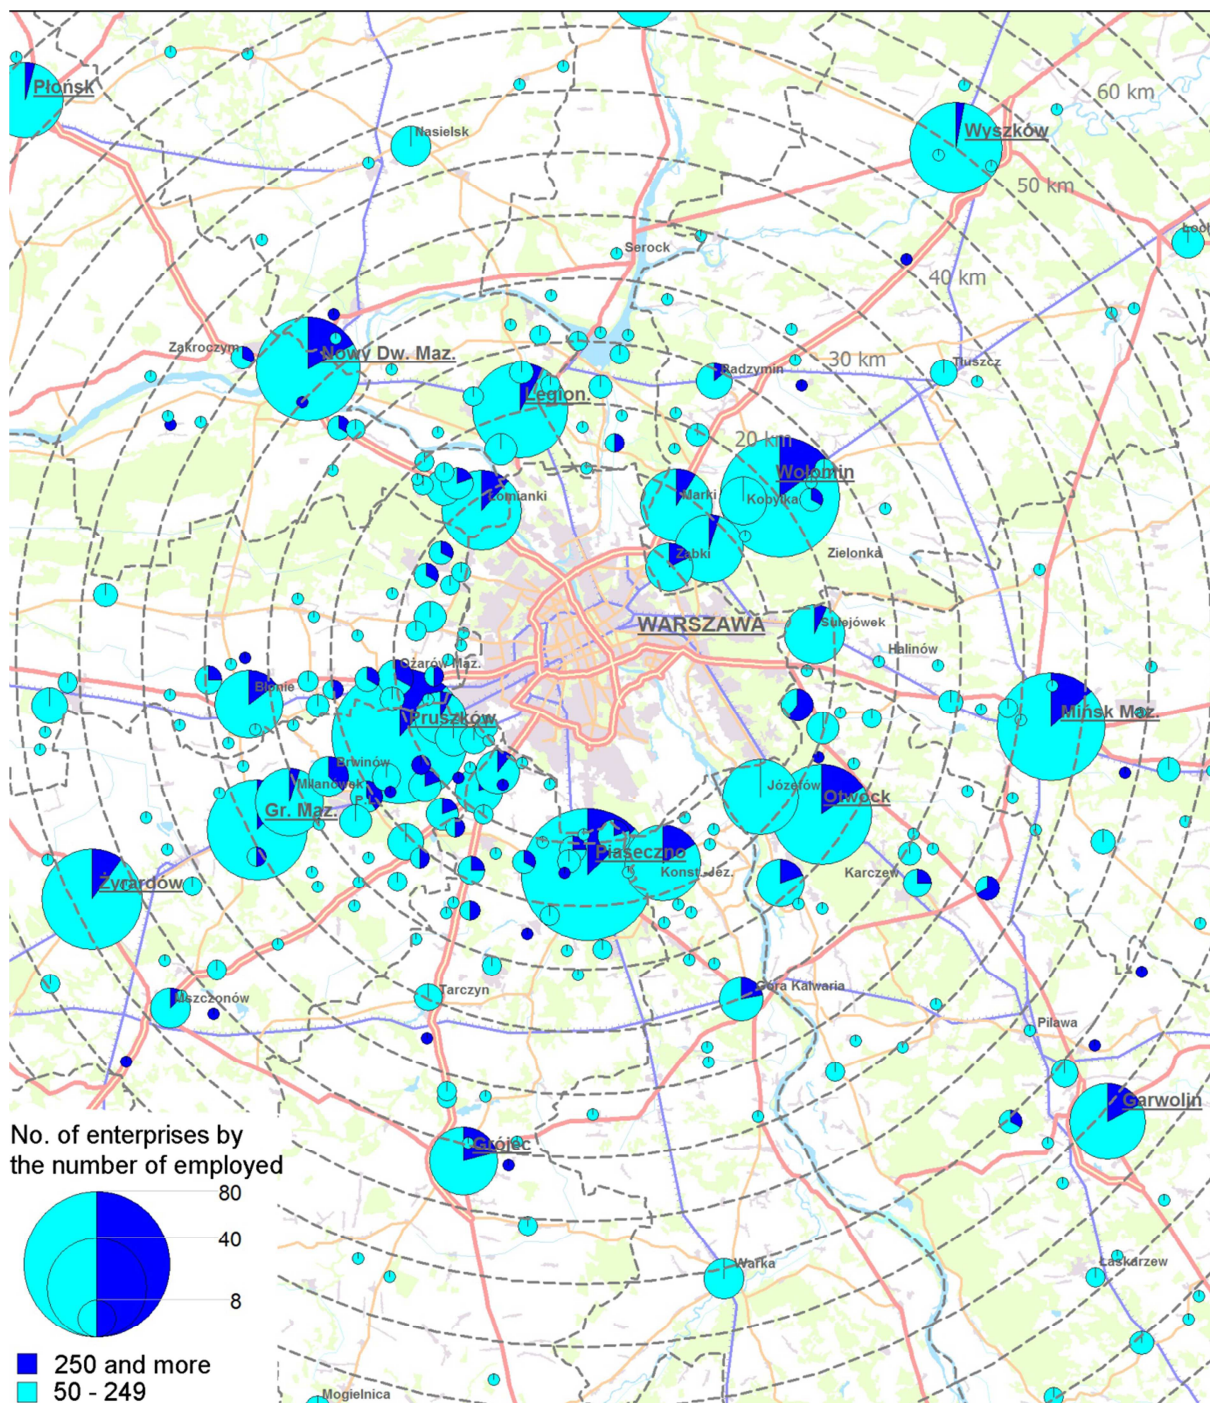 60 km
Płońsk
Wyszków
Nasielsk
50 km
Serock
40 km
Zakroczym
Nowy Dw. Maz.
30 km
Tłuszcz
Radzymin
Legion.
20 km
Wołomin
Łomianki
Marki
Kobyłka
Ząbki
Zielonka
WARSZAWA
Sulejówek
Halinów
Ożarów Maz.
Błonie
Pruszków
Mińsk Maz.
Brwinów
Milanówek
Józefów
Otwock
Gr. Maz.
Piaseczno
Konst.-Jez.
Karczew
Żyrardów
Mszczonów
Tarczyn
Góra Kalwaria
Pilawa
Garwolin
Grójec
Warka
Łaskarzew
Mogielnica
No. of enterprises by
the number of employed
80
40
8
250 and more
50 - 249